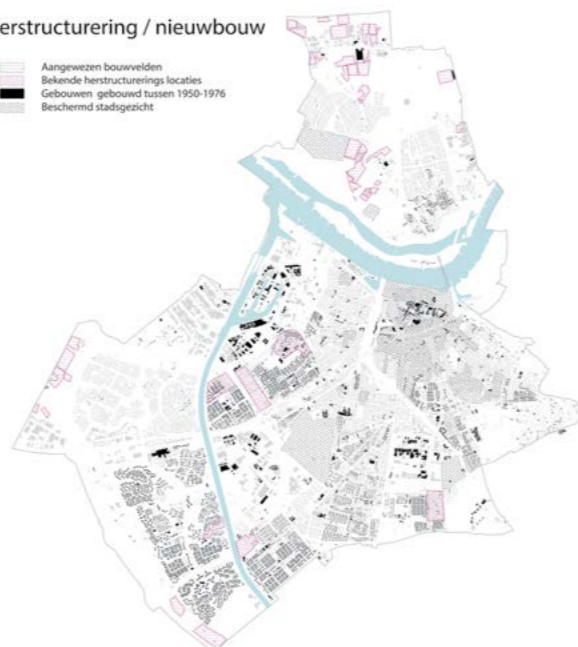 erstructurering / nieuwbouw
Aangewezen bouwvelden
Bekende herstructurerings locaties
Gebouwen gebouwd tussen 1950-1976
Beschermd stadsgezicht